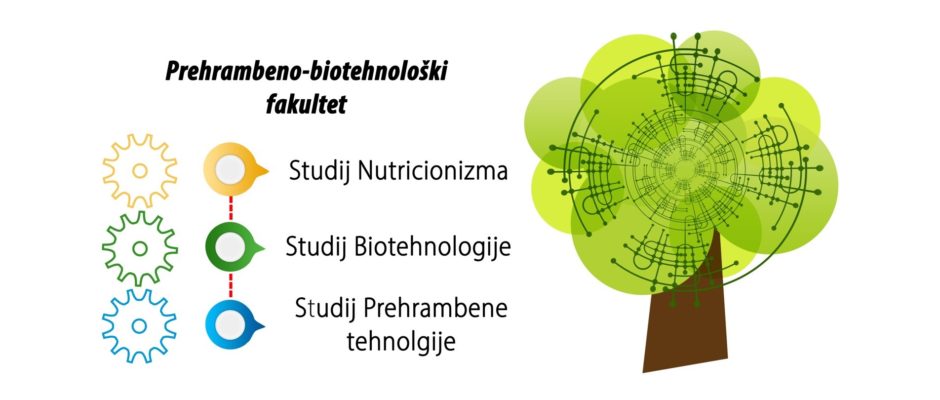 Prehrambeno-biotehnološki
fakultet
Studij Nutricionizma
Studij Biotehnologije
Studij Prehrambene
tehnolgije